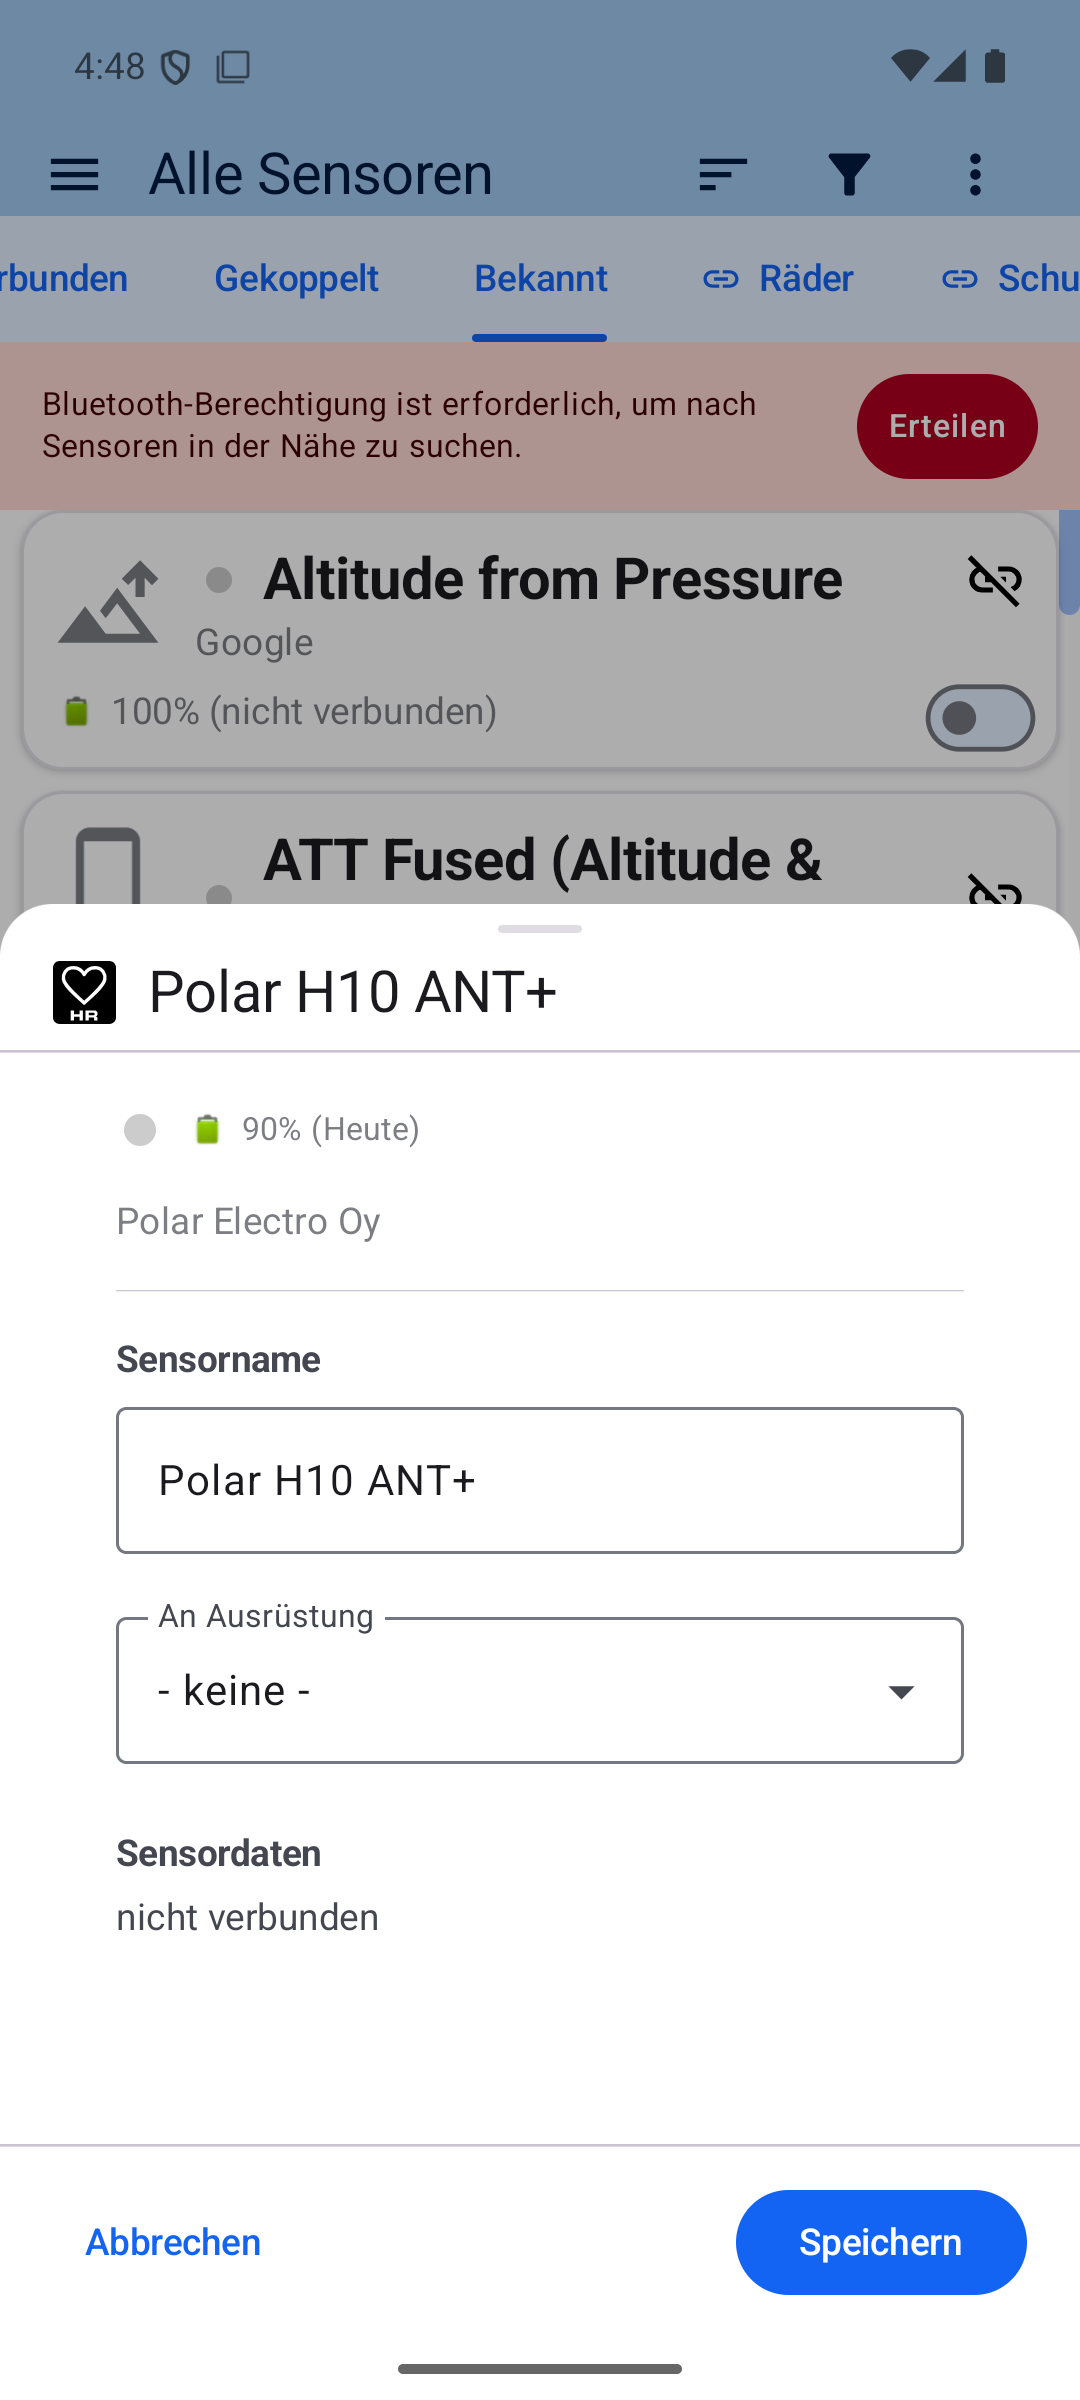 4:48
Alle Sensoren
rbunden Gekoppelt Bekannt Räder Schu
Bluetooth-Berechtigung ist erforderlich, um nach
Sensoren in der Nähe zu suchen.
Erteilen
Altitude from Pressure
Google
100% (nicht verbunden)
ATT Fused (Altitude &
HR
Polar H10 ANT+
90% (Heute)
Polar Electro Oy
Sensorname
Polar H10 ANT+
An Ausrüstung
- keine -
Sensordaten
nicht verbunden
Abbrechen
Speichern